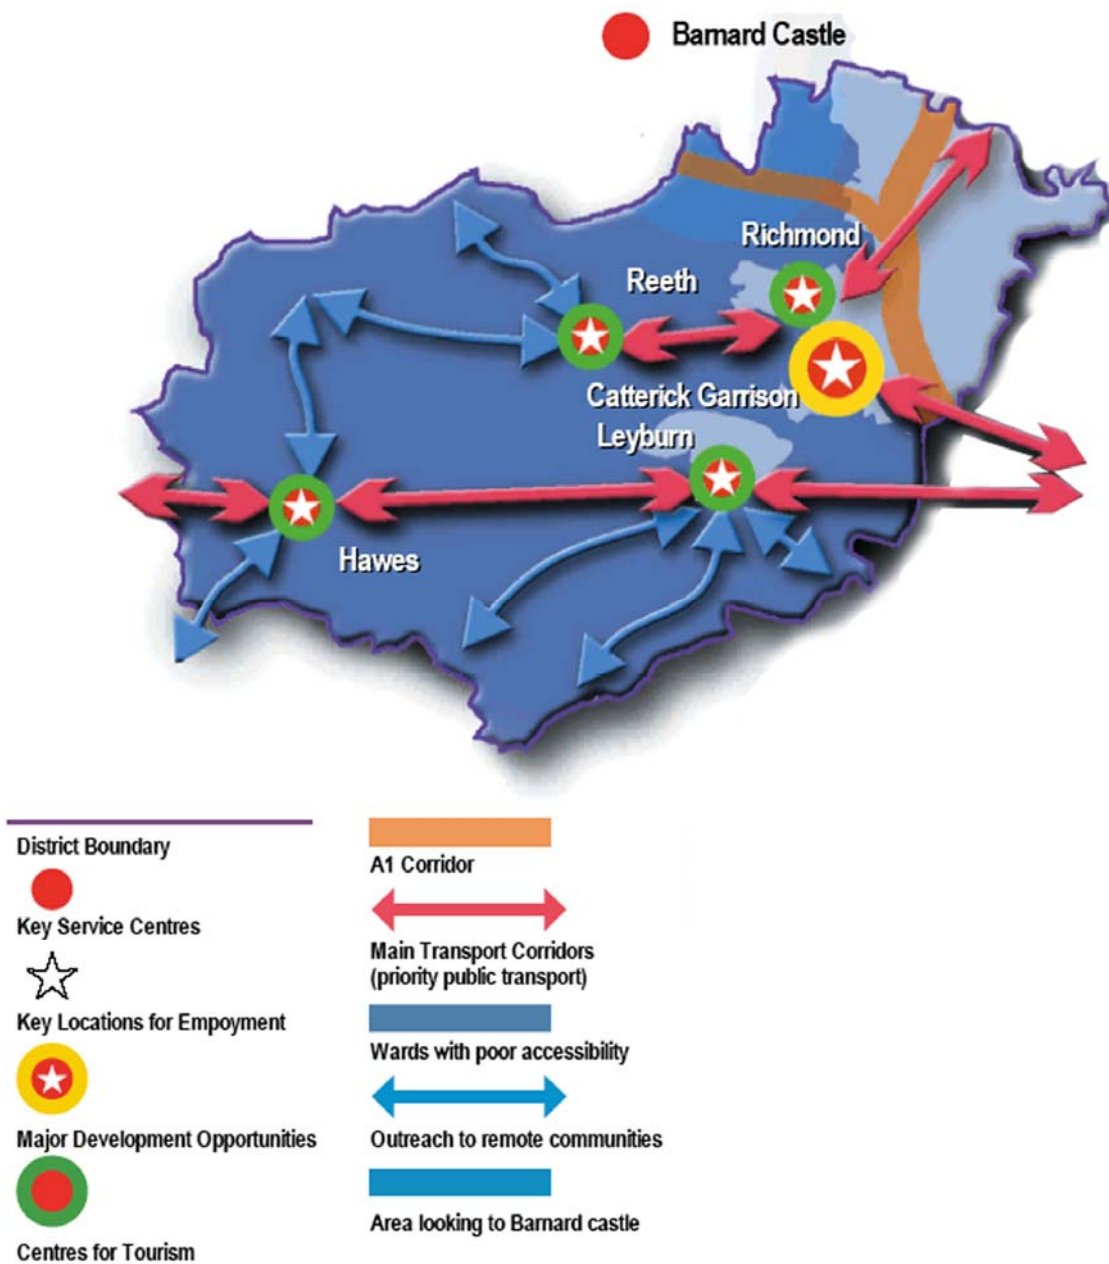 Barnard Castle
Richmond
Reeth
Catterick Garrison
Leyburn
Hawes
District Boundary
Key Service Centres
Key Locations for Empoyment
Major Development Opportunities
Centres for Tourism
A1 Corridor
Main Transport Corridors
(priority public transport)
Wards with poor accessibility
Outreach to remote communities
Area looking to Barnard castle